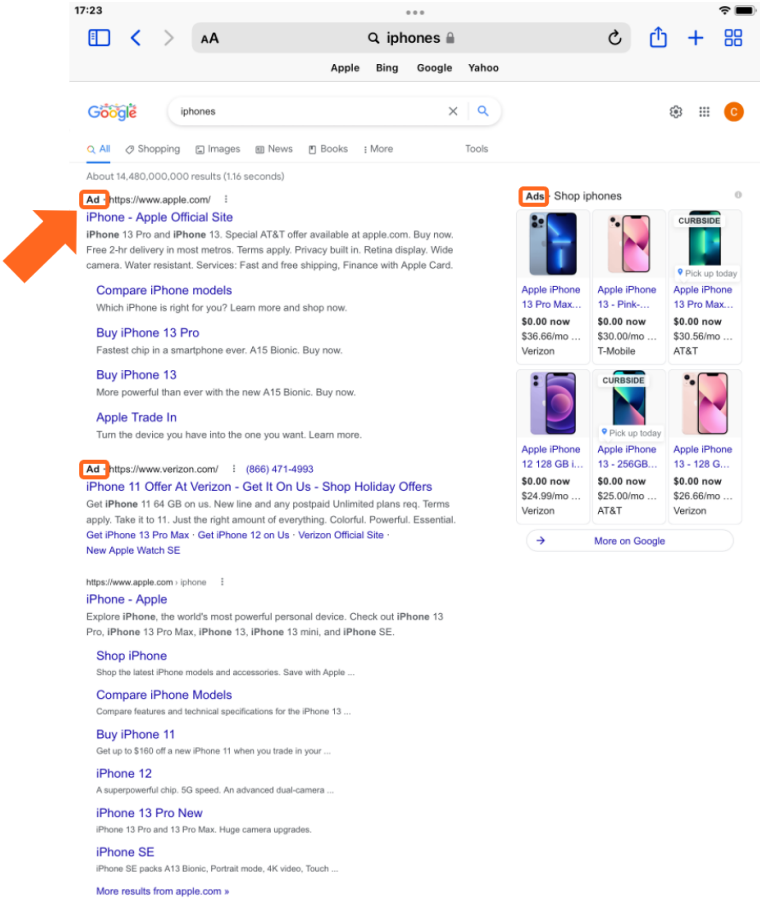 17:23
AA
iphones
Apple Bing Google Yahoo
Google
iphones
C
All Shopping Images News Books More Tools
About 14,480,000,000 results (1.16 seconds)
Ad · https://www.apple.com/
iPhone - Apple Official Site
iPhone 13 Pro and iPhone 13. Special AT&T offer available at apple.com. Buy now.
Free 2-hr delivery in most metros. Terms apply. Privacy built in. Retina display. Wide
camera. Water resistant. Services: Fast and free shipping, Finance with Apple Card.
Compare iPhone models
Which iPhone is right for you? Learn more and shop now.
Buy iPhone 13 Pro
Fastest chip in a smartphone ever. A15 Bionic. Buy now.
Buy iPhone 13
More powerful than ever with the new A15 Bionic. Buy now.
Apple Trade In
Turn the device you have into the one you want. Learn more.
Ad · https://www.verizon.com/ (866) 471-4993
iPhone 11 Offer At Verizon - Get It On Us - Shop Holiday Offers
Get iPhone 11 64 GB on us. New line and any postpaid Unlimited plans req. Terms
apply. Take it to 11. Just the right amount of everything. Colorful. Powerful. Essential.
Get iPhone 13 Pro Max · Get iPhone 12 on Us · Verizon Official Site ·
New Apple Watch SE
https://www.apple.com › iphone
iPhone - Apple
Explore iPhone, the world's most powerful personal device. Check out iPhone 13
Pro, iPhone 13 Pro Max, iPhone 13, iPhone 13 mini, and iPhone SE.
Shop iPhone
Shop the latest iPhone models and accessories. Save with Apple ...
Compare iPhone Models
Compare features and technical specifications for the iPhone 13 ...
Buy iPhone 11
Get up to $160 off a new iPhone 11 when you trade in your ...
iPhone 12
A superpowerful chip. 5G speed. An advanced dual-camera ...
iPhone 13 Pro New
iPhone 13 Pro and 13 Pro Max. Huge camera upgrades.
iPhone SE
iPhone SE packs A13 Bionic, Portrait mode, 4K video, Touch ...
More results from apple.com »
Ads · Shop iphones
CURBSIDE
Pick up today
Apple iPhone Apple iPhone Apple iPhone
13 Pro Max... 13 - Pink-... 13 Pro Max...
$0.00 now $0.00 now $0.00 now
$36.66/mo ... $30.00/mo ... $30.56/mo ...
Verizon T-Mobile AT&T
CURBSIDE
Pick up today
Apple iPhone Apple iPhone Apple iPhone
12 128 GB i... 13 - 256GB... 13 - 128 G...
$0.00 now $0.00 now $0.00 now
$24.99/mo ... $25.00/mo ... $26.66/mo ...
Verizon AT&T Verizon
More on Google